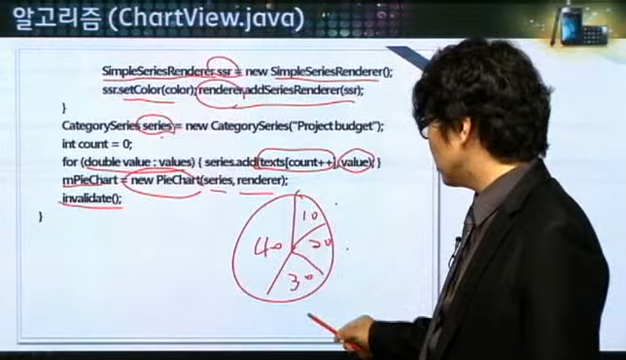 알고리즘 (ChartView.java)
SimpleSeriesRenderer ssr = new SimpleSeriesRenderer();
ssr.setColor(color); renderer.addSeriesRenderer(ssr);
}
CategorySeries series = new CategorySeries("Project budget");
int count = 0;
for (double value : values) { series.add(texts[count++], value); }
mPieChart = new PieChart(series, renderer);
invalidate();
}
10
40 20
30